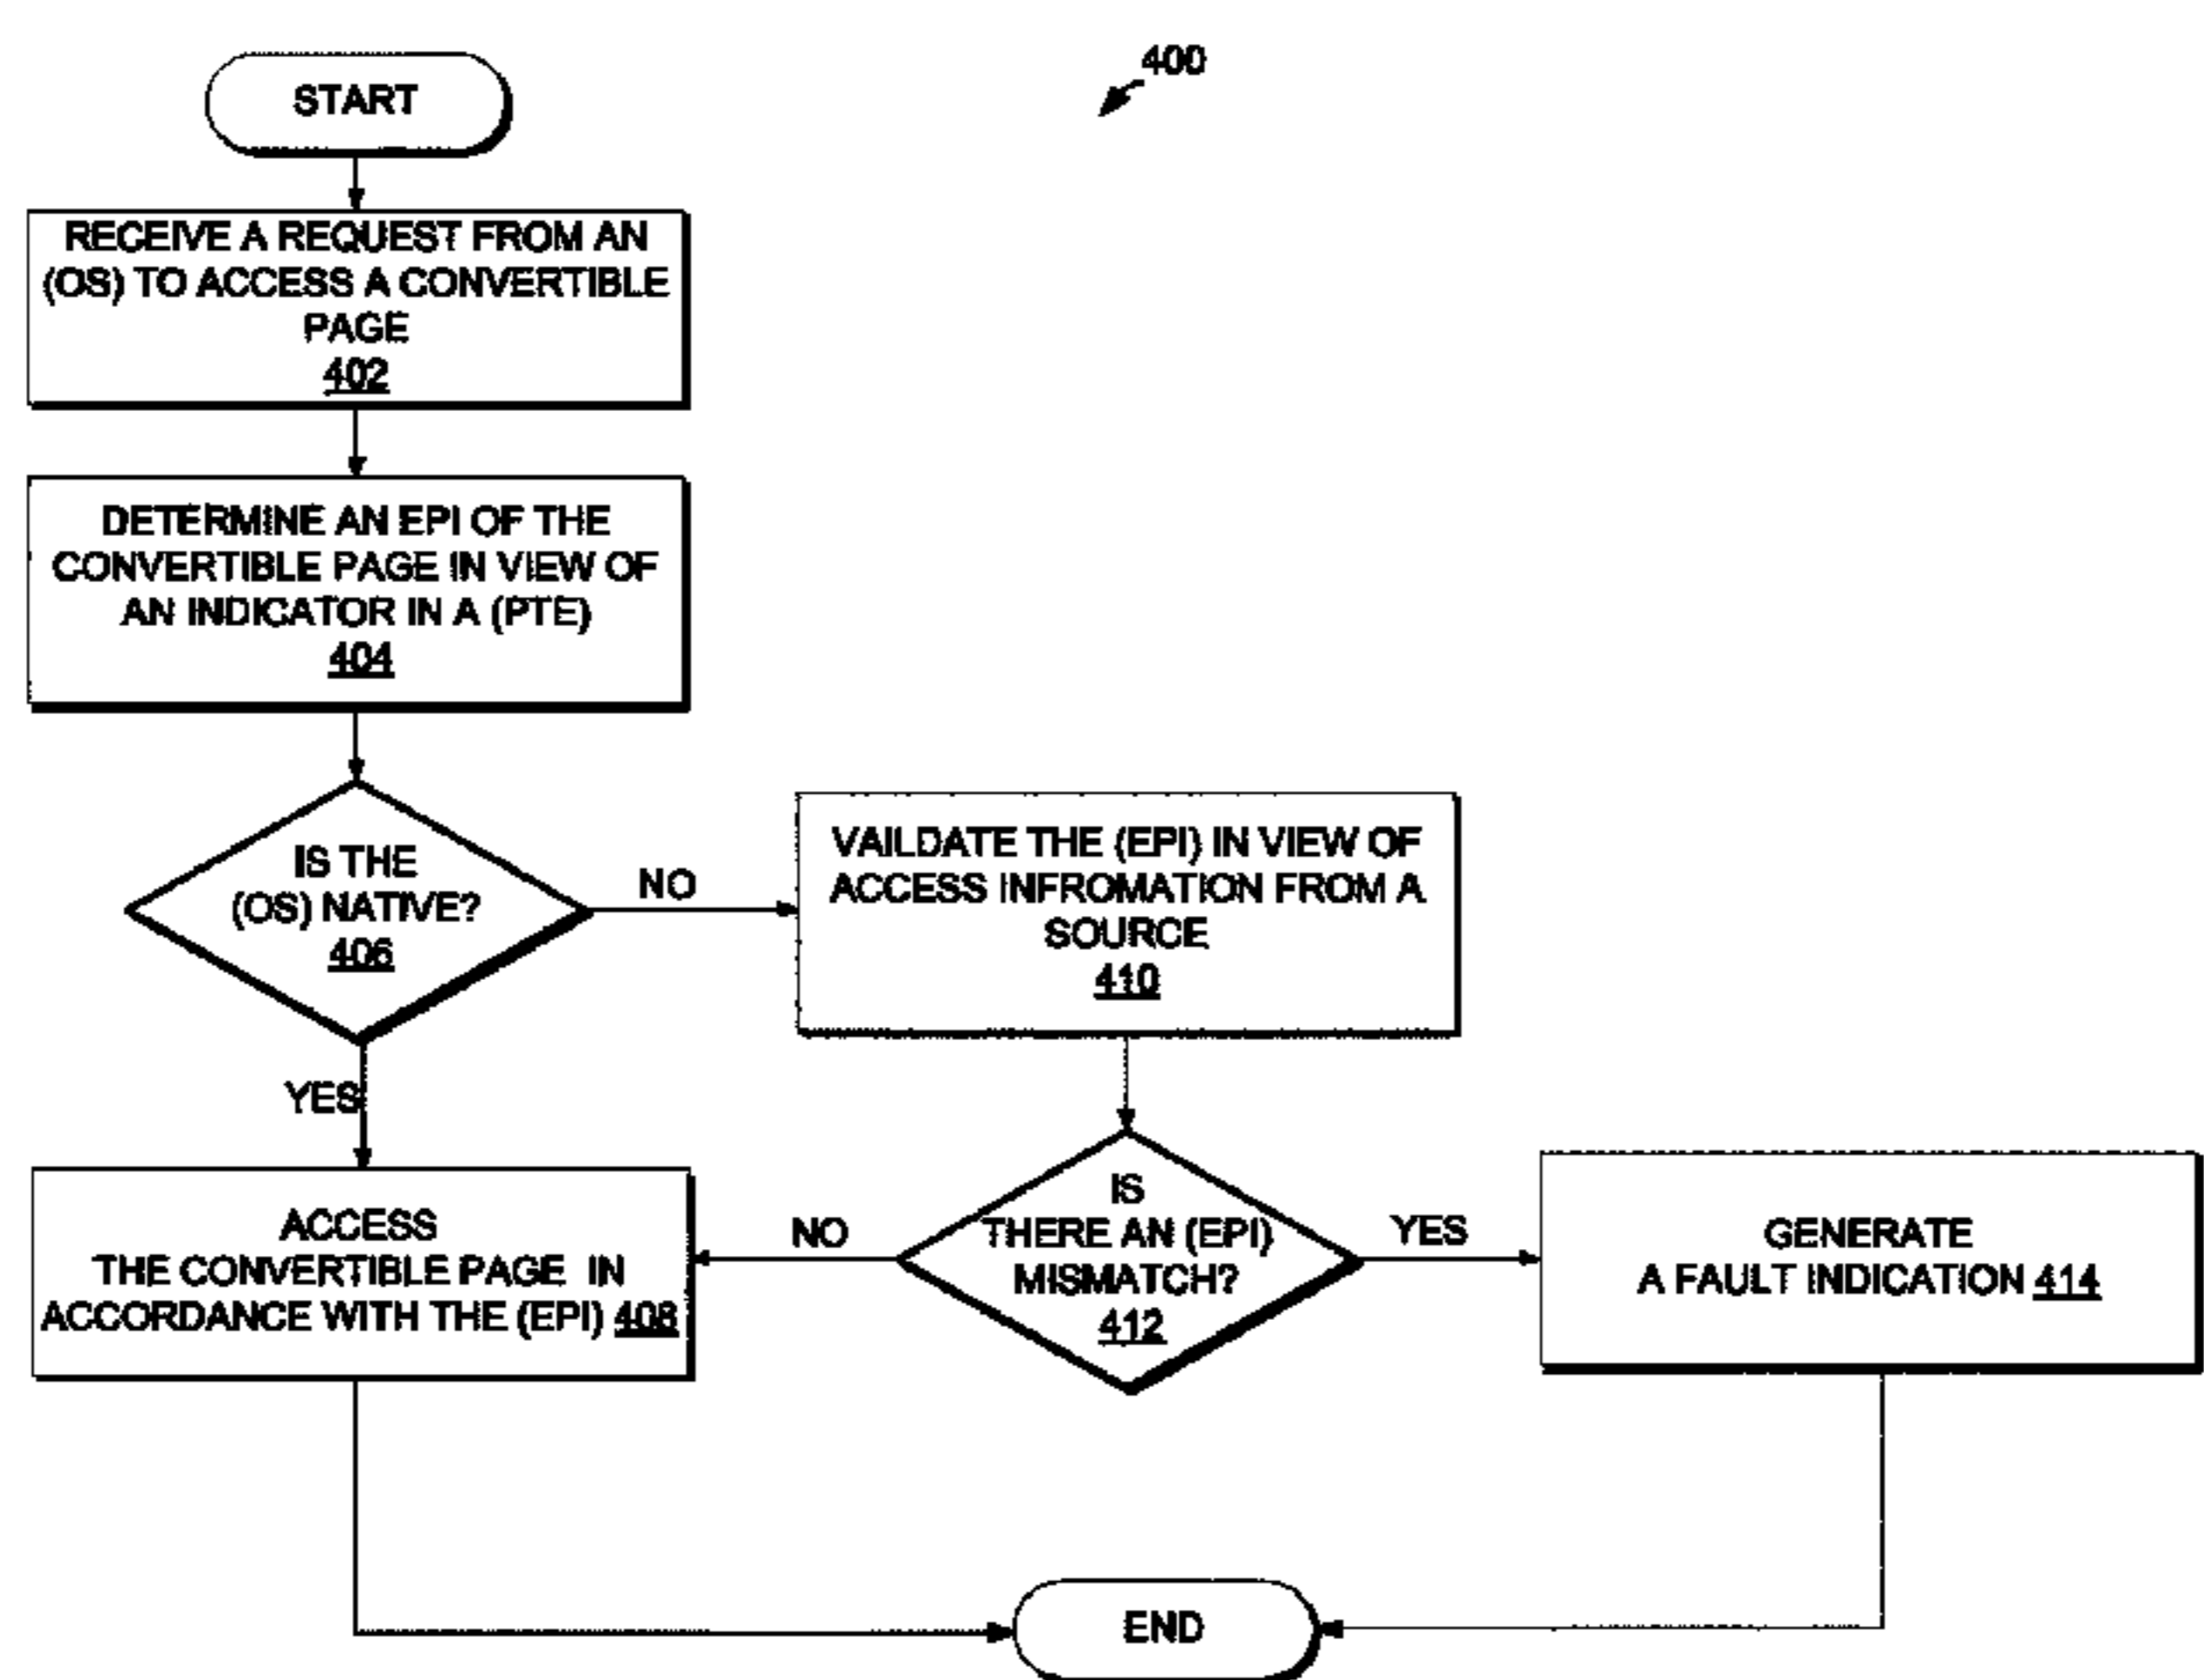 400
START
RECEIVE A REQUEST FROM AN
(OS) TO ACCESS A CONVERTIBLE
PAGE
402
DETERMINE AN EPI OF THE
CONVERTIBLE PAGE IN VIEW OF
AN INDICATOR IN A (PTE)
404
IS THE
(OS) NATIVE?
406
NO
VAILDATE THE (EPI) IN VIEW OF
ACCESS INFROMATION FROM A
SOURCE
410
YES
ACCESS
THE CONVERTIBLE PAGE IN
ACCORDANCE WITH THE (EPI) 408
NO
IS
THERE AN (EPI)
MISMATCH?
412
YES
GENERATE
A FAULT INDICATION 414
END